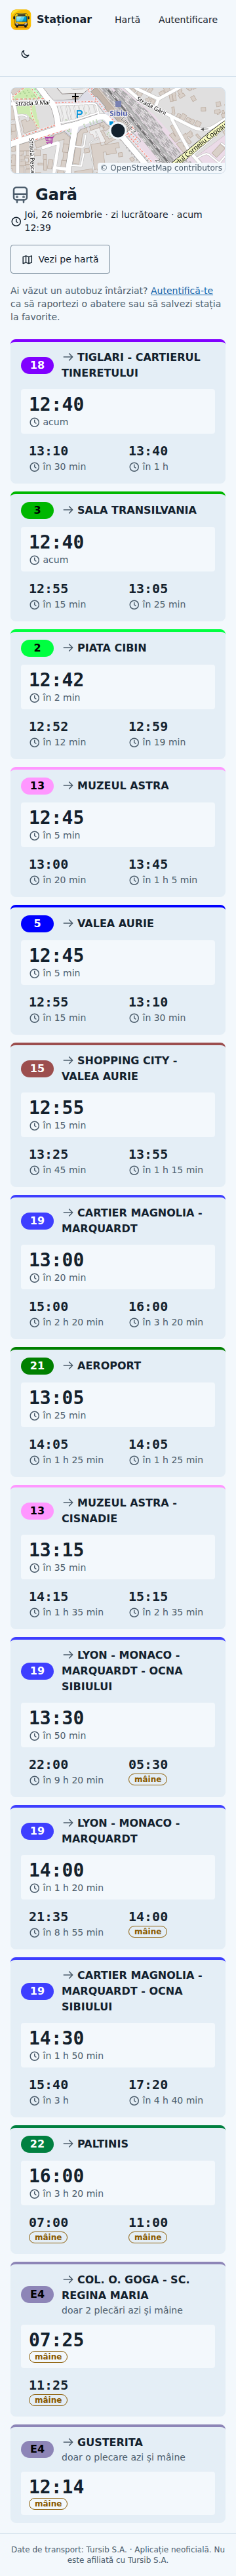 Staționar
Hartă
Autentificare
Strada 9 Mai
Sibiu
Strada Gării
Strada Pesca
du Corneliu Coposu
© OpenStreetMap contributors
Gară
Joi, 26 noiembrie · zi lucrătoare · acum
12:39
Vezi pe hartă
Ai văzut un autobuz întârziat? Autentifică-te
ca să raportezi o abatere sau să salvezi stația
la favorite.
18 → TIGLARI - CARTIERUL
TINERETULUI
12:40
acum
13:10 13:40
în 30 min în 1 h
3 → SALA TRANSILVANIA
12:40
acum
12:55 13:05
în 15 min în 25 min
2 → PIATA CIBIN
12:42
în 2 min
12:52 12:59
în 12 min în 19 min
13 → MUZEUL ASTRA
12:45
în 5 min
13:00 13:45
în 20 min în 1 h 5 min
5 → VALEA AURIE
12:45
în 5 min
12:55 13:10
în 15 min în 30 min
15 → SHOPPING CITY -
VALEA AURIE
12:55
în 15 min
13:25 13:55
în 45 min în 1 h 15 min
19 → CARTIER MAGNOLIA -
MARQUARDT
13:00
în 20 min
15:00 16:00
în 2 h 20 min în 3 h 20 min
21 → AEROPORT
13:05
în 25 min
14:05 14:05
în 1 h 25 min în 1 h 25 min
13 → MUZEUL ASTRA -
CISNADIE
13:15
în 35 min
14:15 15:15
în 1 h 35 min în 2 h 35 min
19 → LYON - MONACO -
MARQUARDT - OCNA
SIBIULUI
13:30
în 50 min
22:00 05:30
în 9 h 20 min mâine
19 → LYON - MONACO -
MARQUARDT
14:00
în 1 h 20 min
21:35 14:00
în 8 h 55 min mâine
19 → CARTIER MAGNOLIA -
MARQUARDT - OCNA
SIBIULUI
14:30
în 1 h 50 min
15:40 17:20
în 3 h în 4 h 40 min
22 → PALTINIS
16:00
în 3 h 20 min
07:00 11:00
mâine mâine
E4 → COL. O. GOGA - SC.
REGINA MARIA
doar 2 plecări azi și mâine
07:25
mâine
11:25
mâine
E4 → GUSTERITA
doar o plecare azi și mâine
12:14
mâine
Date de transport: Tursib S.A. · Aplicație neoficială. Nu
este afiliată cu Tursib S.A.